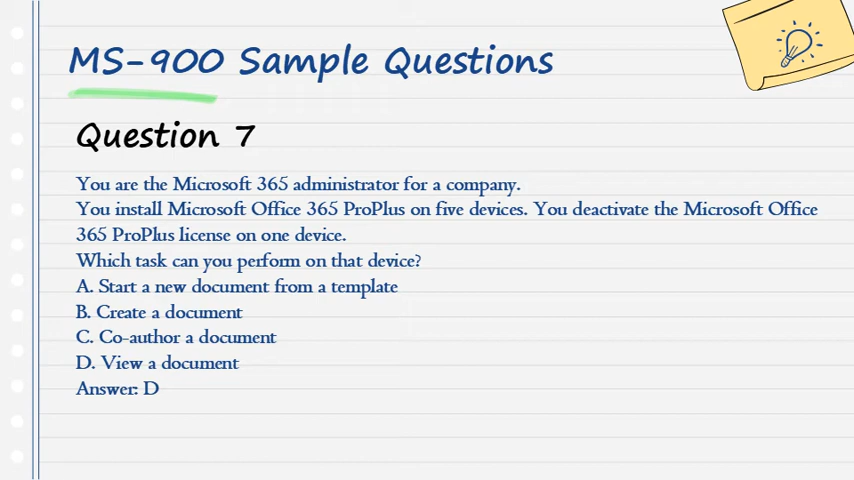 MS-900 Sample Questions
Question 7
You are the Microsoft 365 administrator for a company.
You install Microsoft Office 365 ProPlus on five devices. You deactivate the Microsoft Office
365 ProPlus license on one device.
Which task can you perform on that device?
A. Start a new document from a template
B. Create a document
C. Co-author a document
D. View a document
Answer: D